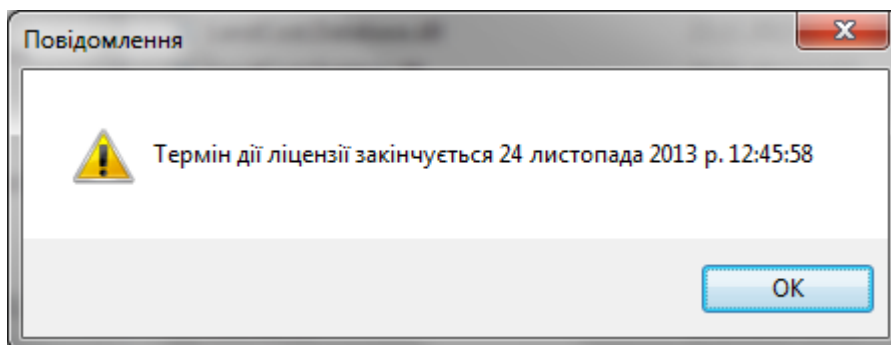 Повідомлення
Термін дії ліцензії закінчується 24 листопада 2013 р. 12:45:58
OK